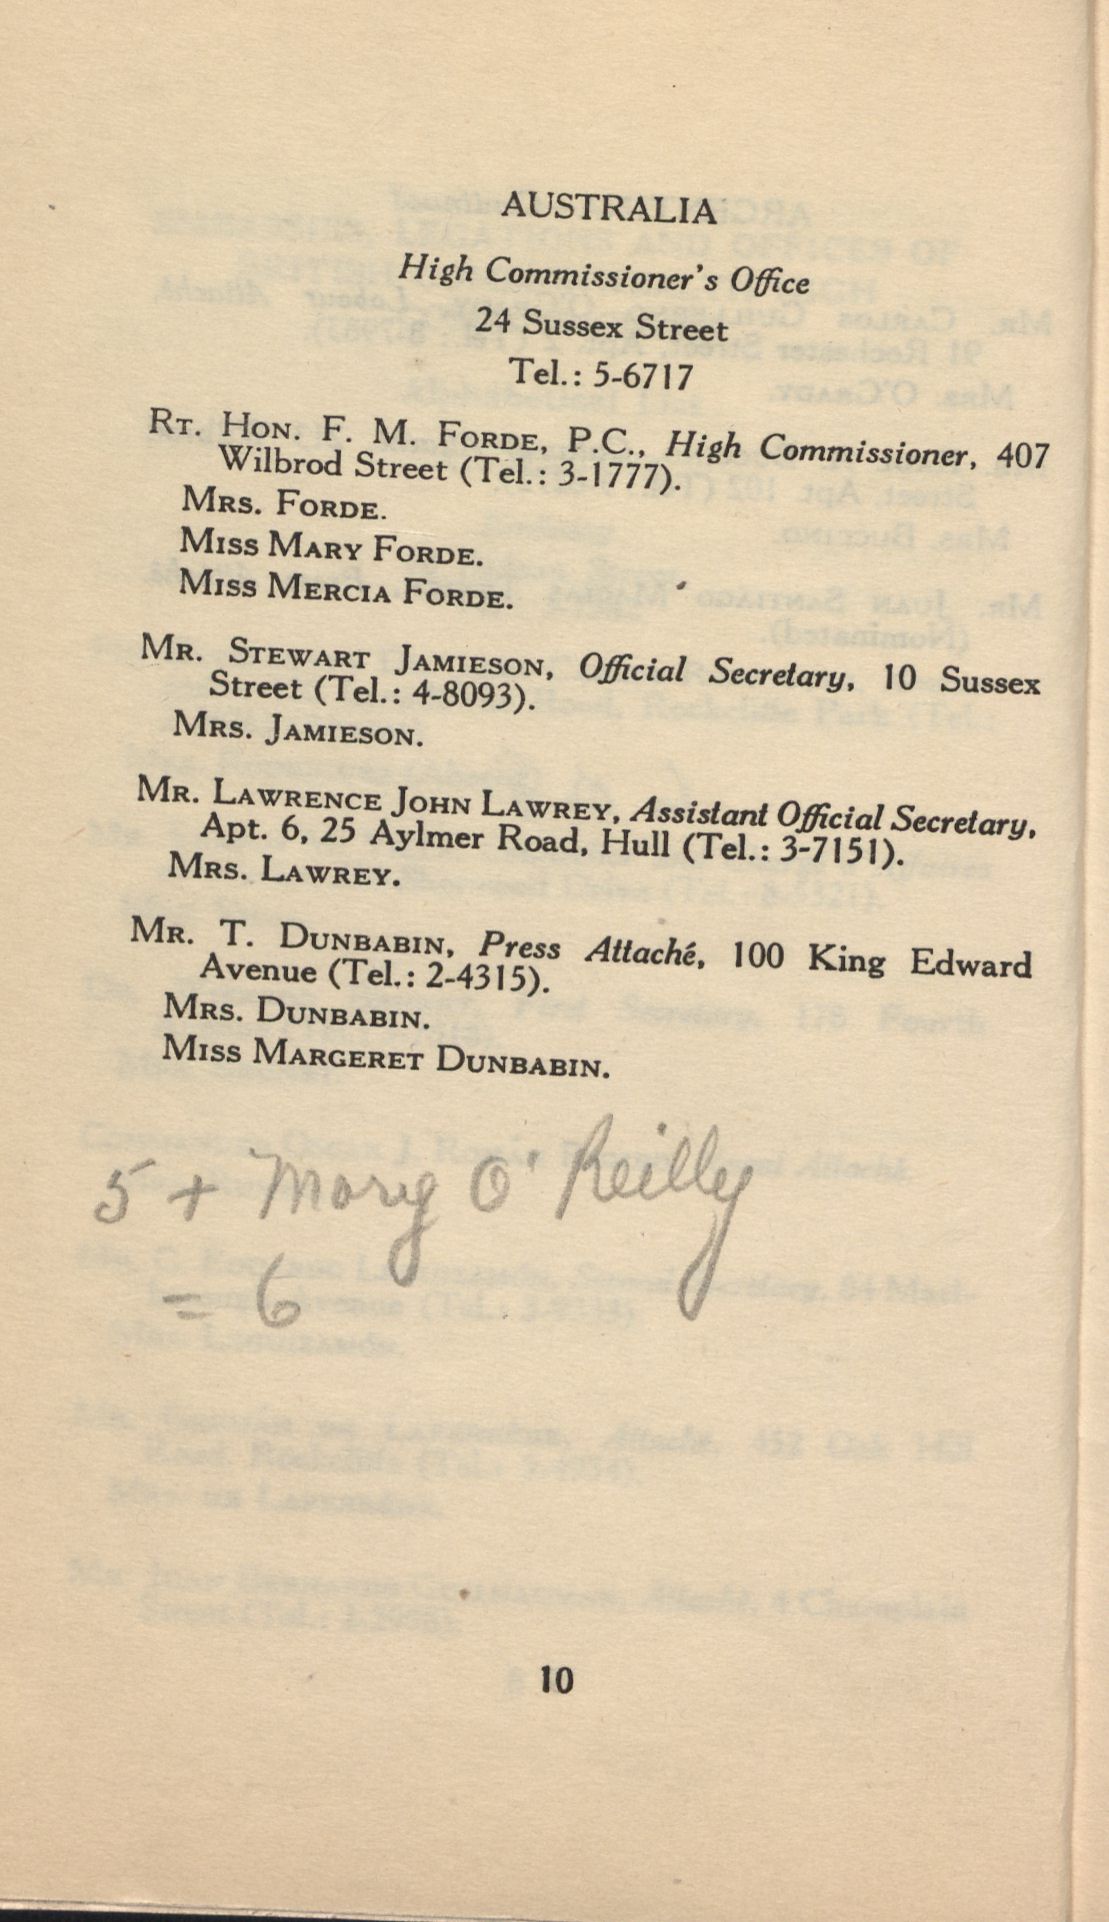 AUSTRALIA
High Commissioner's Office
24 Sussex Street
Tel.: 5-6717
RT. HON. F. M. FORDE, P.C., High Commissioner, 407
Wilbrod Street (Tel.: 3-1777).
MRS. FORDE.
MISS MARY FORDE.
MISS MERCIA FORDE.
MR. STEWART JAMIESON, Official Secretary, 10 Sussex
Street (Tel.: 4-8093).
MRS. JAMIESON.
MR. LAWRENCE JOHN LAWREY, Assistant Official Secretary,
Apt. 6, 25 Aylmer Road, Hull (Tel.: 3-7151).
MRS. LAWREY.
MR. T. DUNBABIN, Press Attaché, 100 King Edward
Avenue (Tel.: 2-4315).
MRS. DUNBABIN.
MISS MARGERET DUNBABIN.
5 + Mary O'Reilly
= 6
10